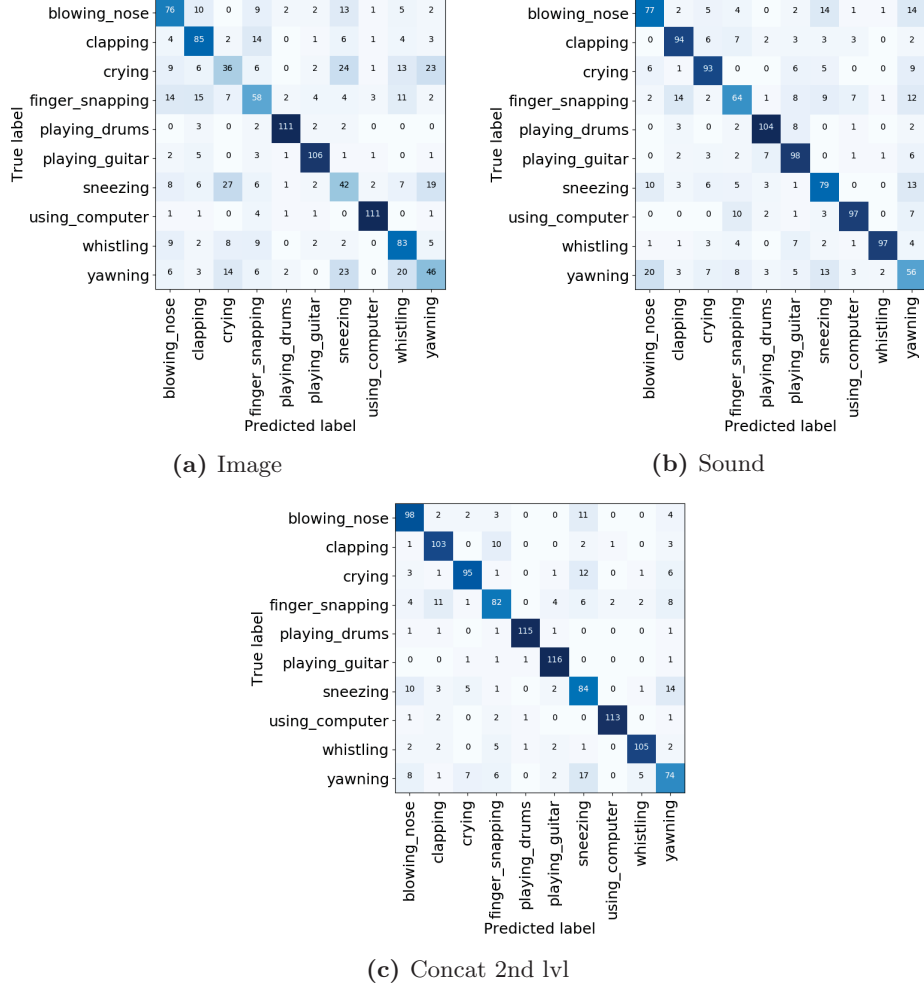 blowing_nose 76 10 0 9 2 2 13 1 5 2
clapping 4 85 2 14 0 1 6 1 4 3
crying 9 6 36 6 0 2 24 1 13 23
finger_snapping 14 15 7 58 2 4 4 3 11 2
playing_drums 0 3 0 2 111 2 2 0 0 0
playing_guitar 2 5 0 3 1 106 1 1 0 1
sneezing 8 6 27 6 1 2 42 2 7 19
using_computer 1 1 0 4 1 1 0 111 0 1
whistling 9 2 8 9 0 2 2 0 83 5
yawning 6 3 14 6 2 0 23 0 20 46
True label
blowing_nose clapping crying finger_snapping playing_drums playing_guitar sneezing using_computer whistling yawning
Predicted label
(a) Image
blowing_nose 77 2 5 4 0 2 14 1 1 14
clapping 0 94 6 7 2 3 3 3 0 2
crying 6 1 93 0 0 6 5 0 0 9
finger_snapping 2 14 2 64 1 8 9 7 1 12
playing_drums 0 3 0 2 104 8 0 1 0 2
playing_guitar 0 2 3 2 7 98 0 1 1 6
sneezing 10 3 6 5 3 1 79 0 0 13
using_computer 0 0 0 10 2 1 3 97 0 7
whistling 1 1 3 4 0 7 2 1 97 4
yawning 20 3 7 8 3 5 13 3 2 56
True label
blowing_nose clapping crying finger_snapping playing_drums playing_guitar sneezing using_computer whistling yawning
Predicted label
(b) Sound
blowing_nose 98 2 2 3 0 0 11 0 0 4
clapping 1 103 0 10 0 0 2 1 0 3
crying 3 1 95 1 0 1 12 0 1 6
finger_snapping 4 11 1 82 0 4 6 2 2 8
playing_drums 1 1 0 1 115 1 0 0 0 1
playing_guitar 0 0 1 1 1 116 0 0 0 1
sneezing 10 3 5 1 0 2 84 0 1 14
using_computer 1 2 0 2 1 0 0 113 0 1
whistling 2 2 0 5 1 2 1 0 105 2
yawning 8 1 7 6 0 2 17 0 5 74
True label
blowing_nose clapping crying finger_snapping playing_drums playing_guitar sneezing using_computer whistling yawning
Predicted label
(c) Concat 2nd lvl